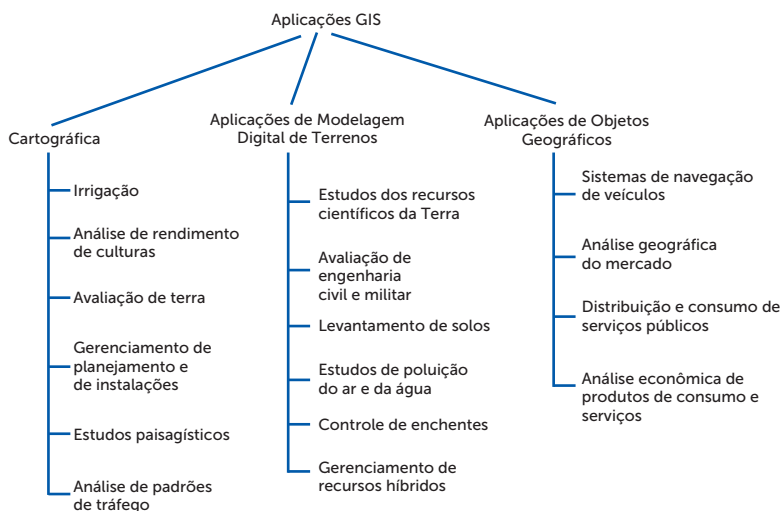 Aplicações GIS
Cartográfica
Irrigação
Análise de rendimento
de culturas
Avaliação de terra
Gerenciamento de
planejamento e
de instalações
Estudos paisagísticos
Análise de padrões
de tráfego
Aplicações de Modelagem
Digital de Terrenos
Estudos dos recursos
científicos da Terra
Avaliação de
engenharia
civil e militar
Levantamento de solos
Estudos de poluição
do ar e da água
Controle de enchentes
Gerenciamento de
recursos híbridos
Aplicações de Objetos
Geográficos
Sistemas de navegação
de veículos
Análise geográfica
do mercado
Distribuição e consumo de
serviços públicos
Análise econômica de
produtos de consumo e
serviços